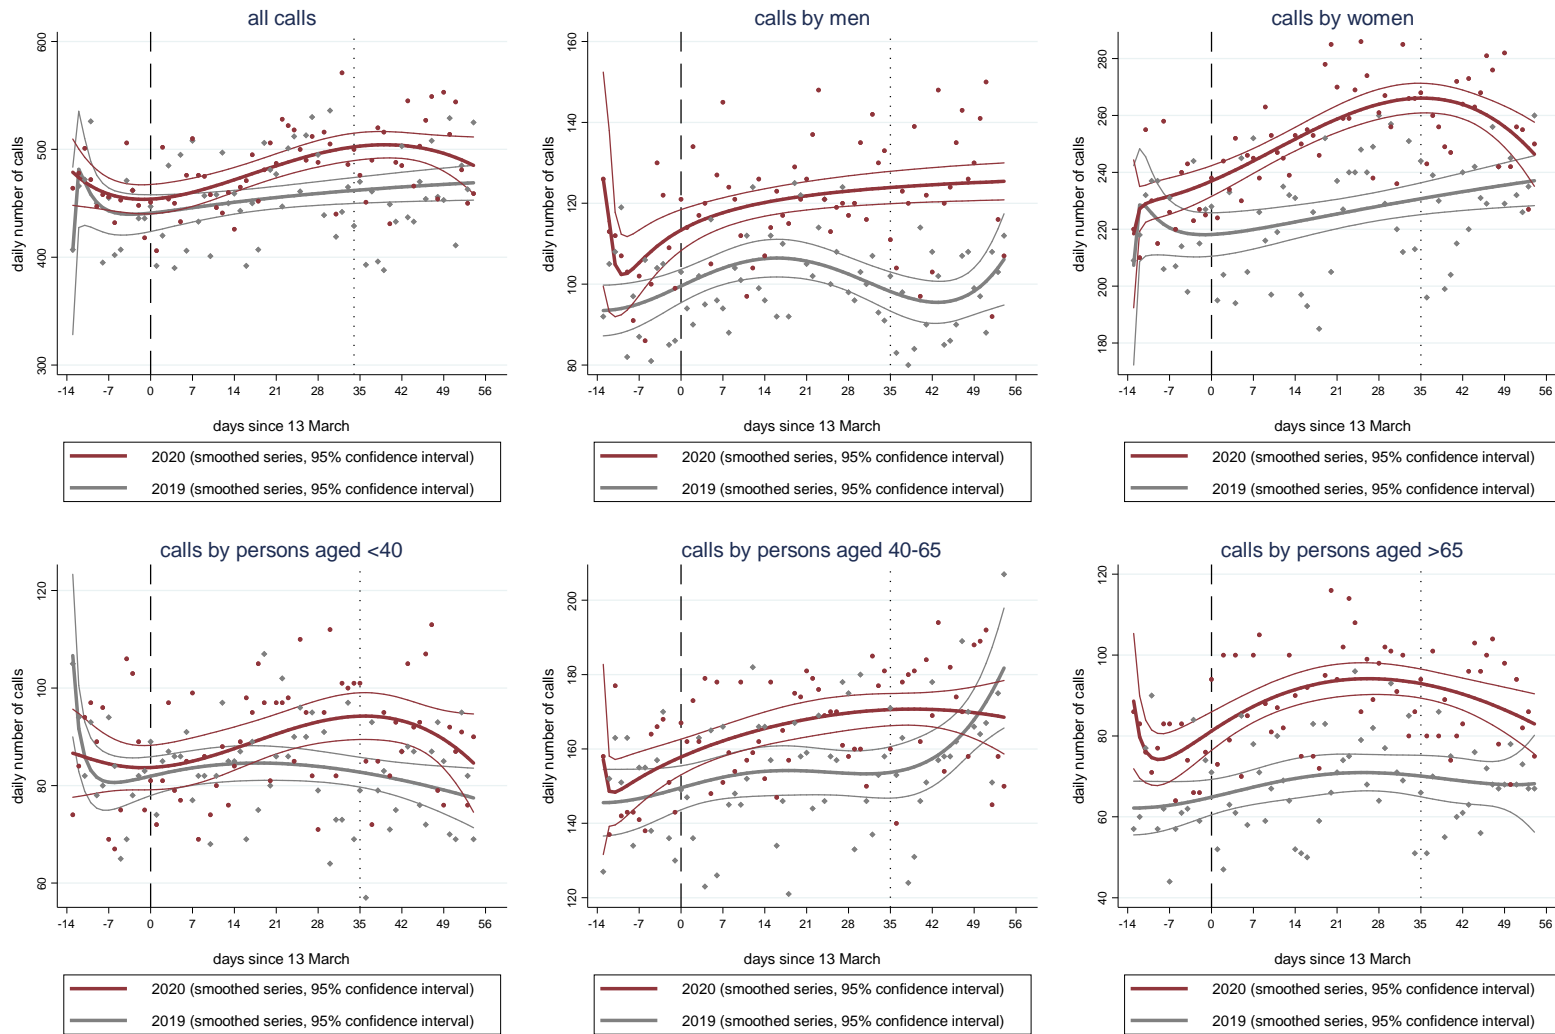 all calls
600
500
400
300
daily number of calls
-14 -7 0 7 14 21 28 35 42 49 56
days since 13 March
2020 (smoothed series, 95% confidence interval)
2019 (smoothed series, 95% confidence interval)
calls by men
160
140
120
100
80
daily number of calls
-14 -7 0 7 14 21 28 35 42 49 56
days since 13 March
2020 (smoothed series, 95% confidence interval)
2019 (smoothed series, 95% confidence interval)
calls by women
280
260
240
220
200
180
daily number of calls
-14 -7 0 7 14 21 28 35 42 49 56
days since 13 March
2020 (smoothed series, 95% confidence interval)
2019 (smoothed series, 95% confidence interval)
calls by persons aged <40
120
100
80
60
daily number of calls
-14 -7 0 7 14 21 28 35 42 49 56
days since 13 March
2020 (smoothed series, 95% confidence interval)
2019 (smoothed series, 95% confidence interval)
calls by persons aged 40-65
200
180
160
140
120
daily number of calls
-14 -7 0 7 14 21 28 35 42 49 56
days since 13 March
2020 (smoothed series, 95% confidence interval)
2019 (smoothed series, 95% confidence interval)
calls by persons aged >65
120
100
80
60
40
daily number of calls
-14 -7 0 7 14 21 28 35 42 49 56
days since 13 March
2020 (smoothed series, 95% confidence interval)
2019 (smoothed series, 95% confidence interval)